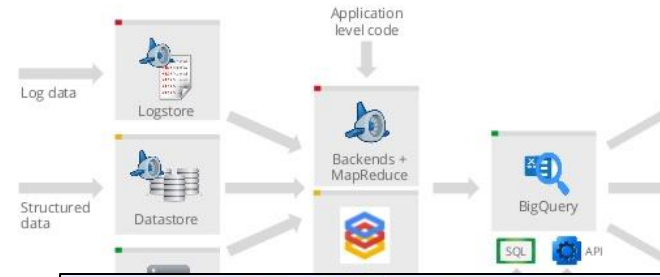 Application
level code
Log data
Logstore
Backends +
MapReduce
Structured
data
Datastore
BigQuery
SQL
API